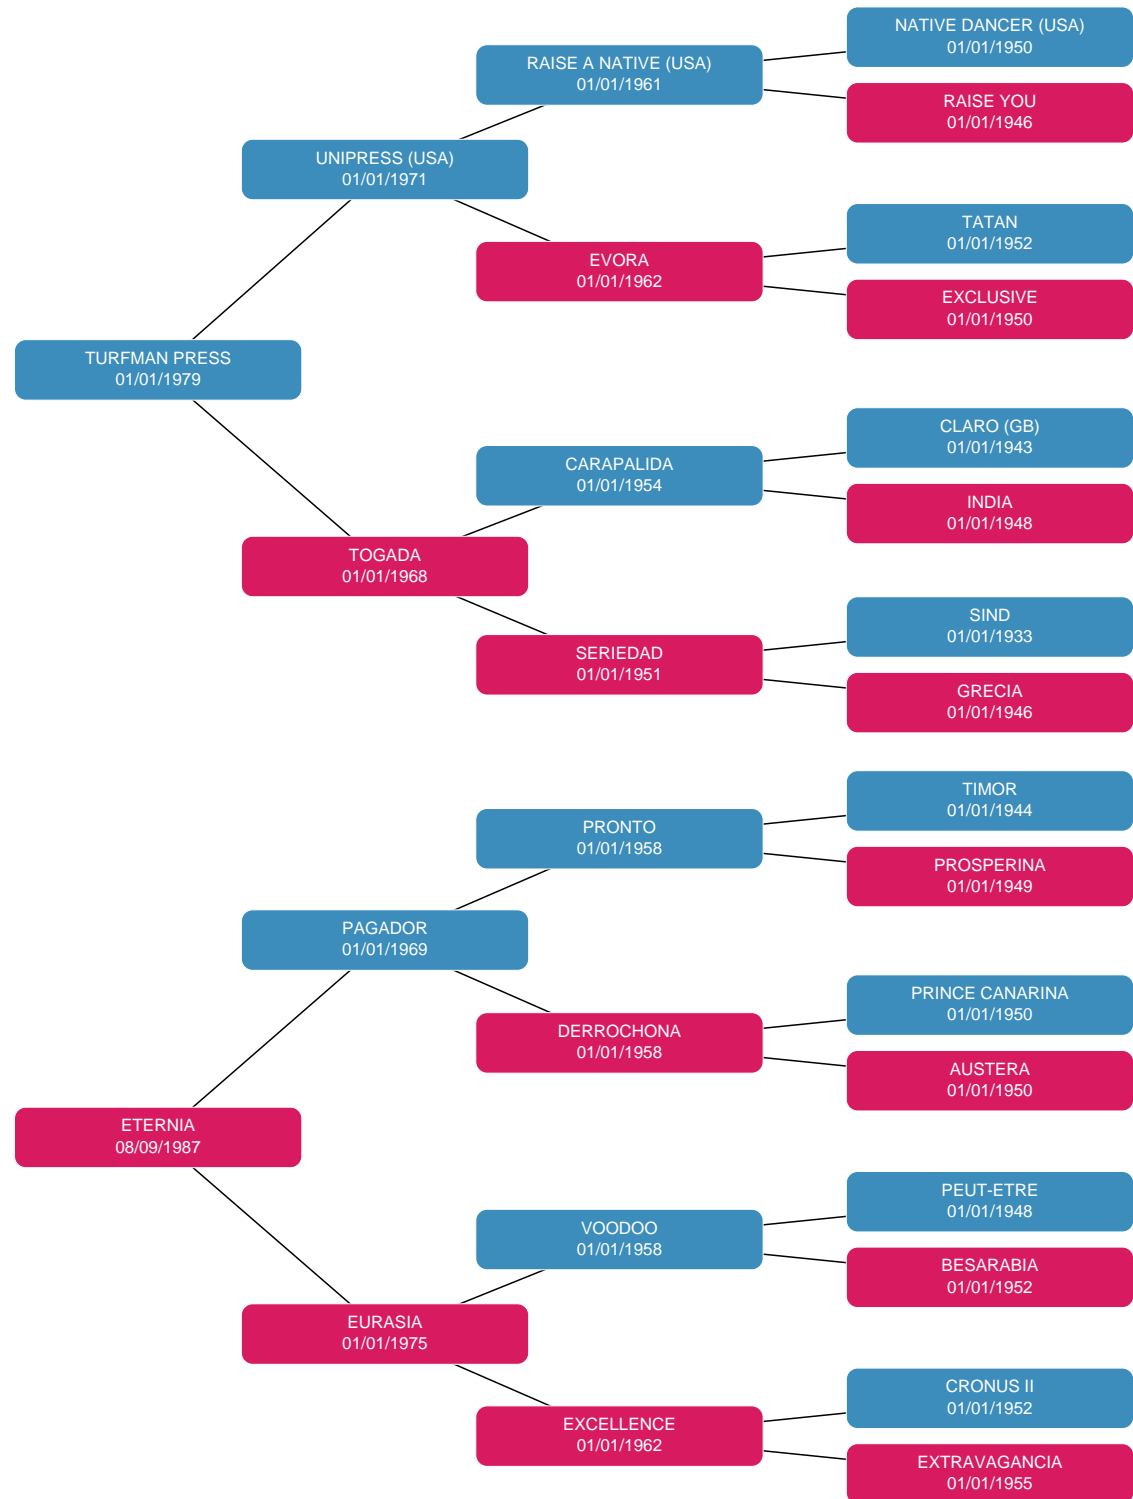 NATIVE DANCER (USA)
01/01/1950
RAISE A NATIVE (USA)
01/01/1961
RAISE YOU
01/01/1946
UNIPRESS (USA)
01/01/1971
TATAN
01/01/1952
EVORA
01/01/1962
EXCLUSIVE
01/01/1950
TURFMAN PRESS
01/01/1979
CLARO (GB)
01/01/1943
CARAPALIDA
01/01/1954
INDIA
01/01/1948
TOGADA
01/01/1968
SIND
01/01/1933
SERIEDAD
01/01/1951
GRECIA
01/01/1946
TIMOR
01/01/1944
PRONTO
01/01/1958
PROSPERINA
01/01/1949
PAGADOR
01/01/1969
PRINCE CANARINA
01/01/1950
DERROCHONA
01/01/1958
AUSTERA
01/01/1950
ETERNIA
08/09/1987
PEUT-ETRE
01/01/1948
VOODOO
01/01/1958
BESARABIA
01/01/1952
EURASIA
01/01/1975
CRONUS II
01/01/1952
EXCELLENCE
01/01/1962
EXTRAVAGANCIA
01/01/1955